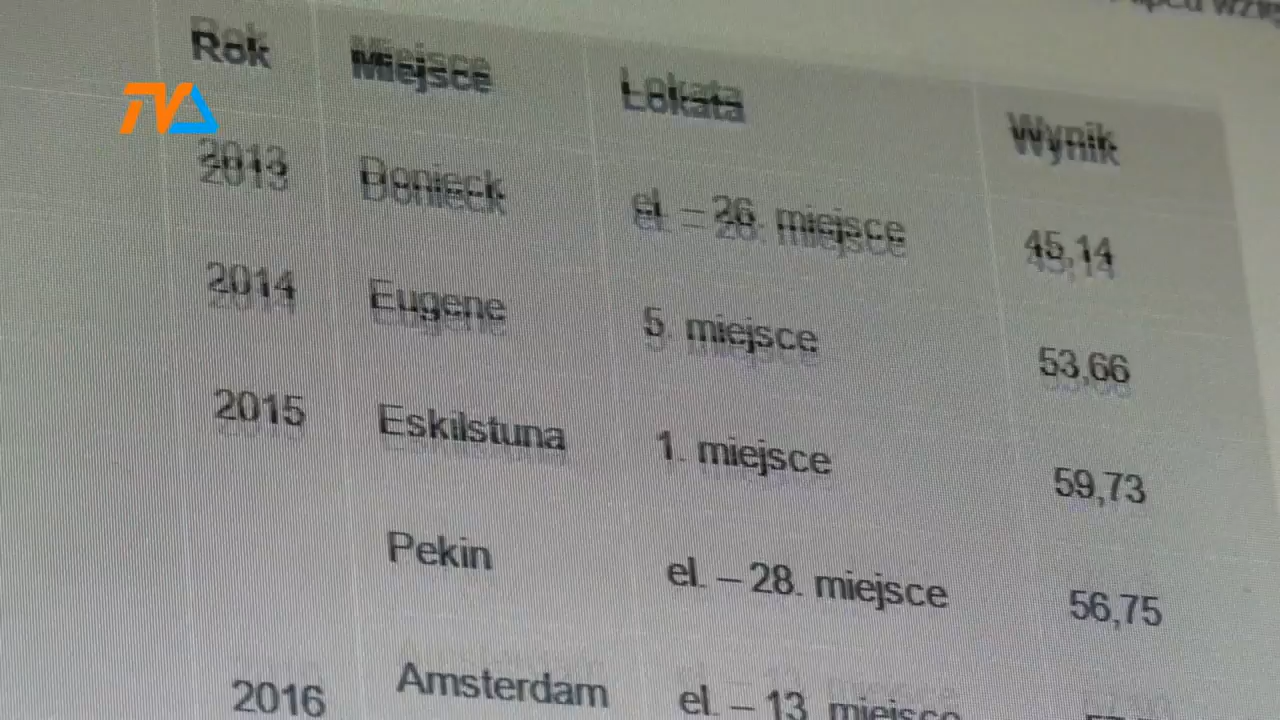 TVA
Rok Miejsce Lokata Wynik
2013 Donieck el. – 26. miejsce 45,14
2014 Eugene 5. miejsce 53,66
2015 Eskilstuna 1. miejsce 59,73
Pekin el. – 28. miejsce 56,75
2016 Amsterdam el. – 13. miejsce